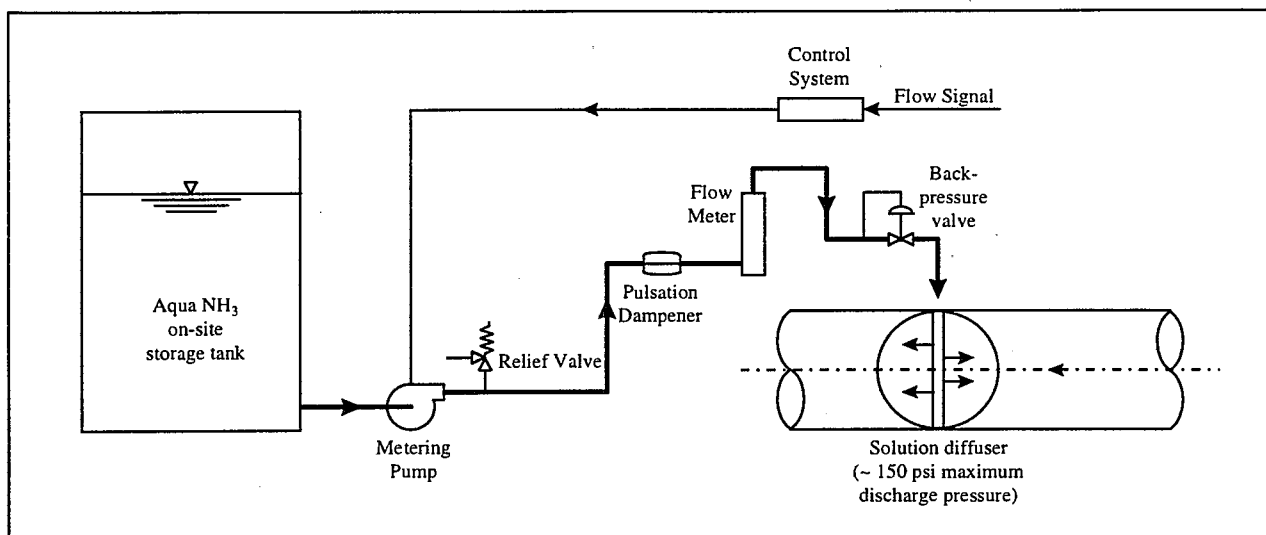 Control
System
Flow Signal
Back-
pressure
valve
Flow
Meter
Aqua NH₃
on-site
storage tank
Pulsation
Dampener
Relief Valve
Metering
Pump
Solution diffuser
(~ 150 psi maximum
discharge pressure)